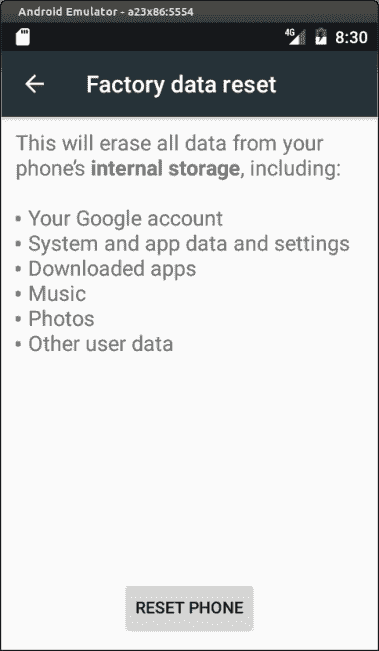 Android Emulator - a23x86:5554
4G 8:30
Factory data reset
This will erase all data from your
phone's internal storage, including:
• Your Google account
• System and app data and settings
• Downloaded apps
• Music
• Photos
• Other user data
RESET PHONE